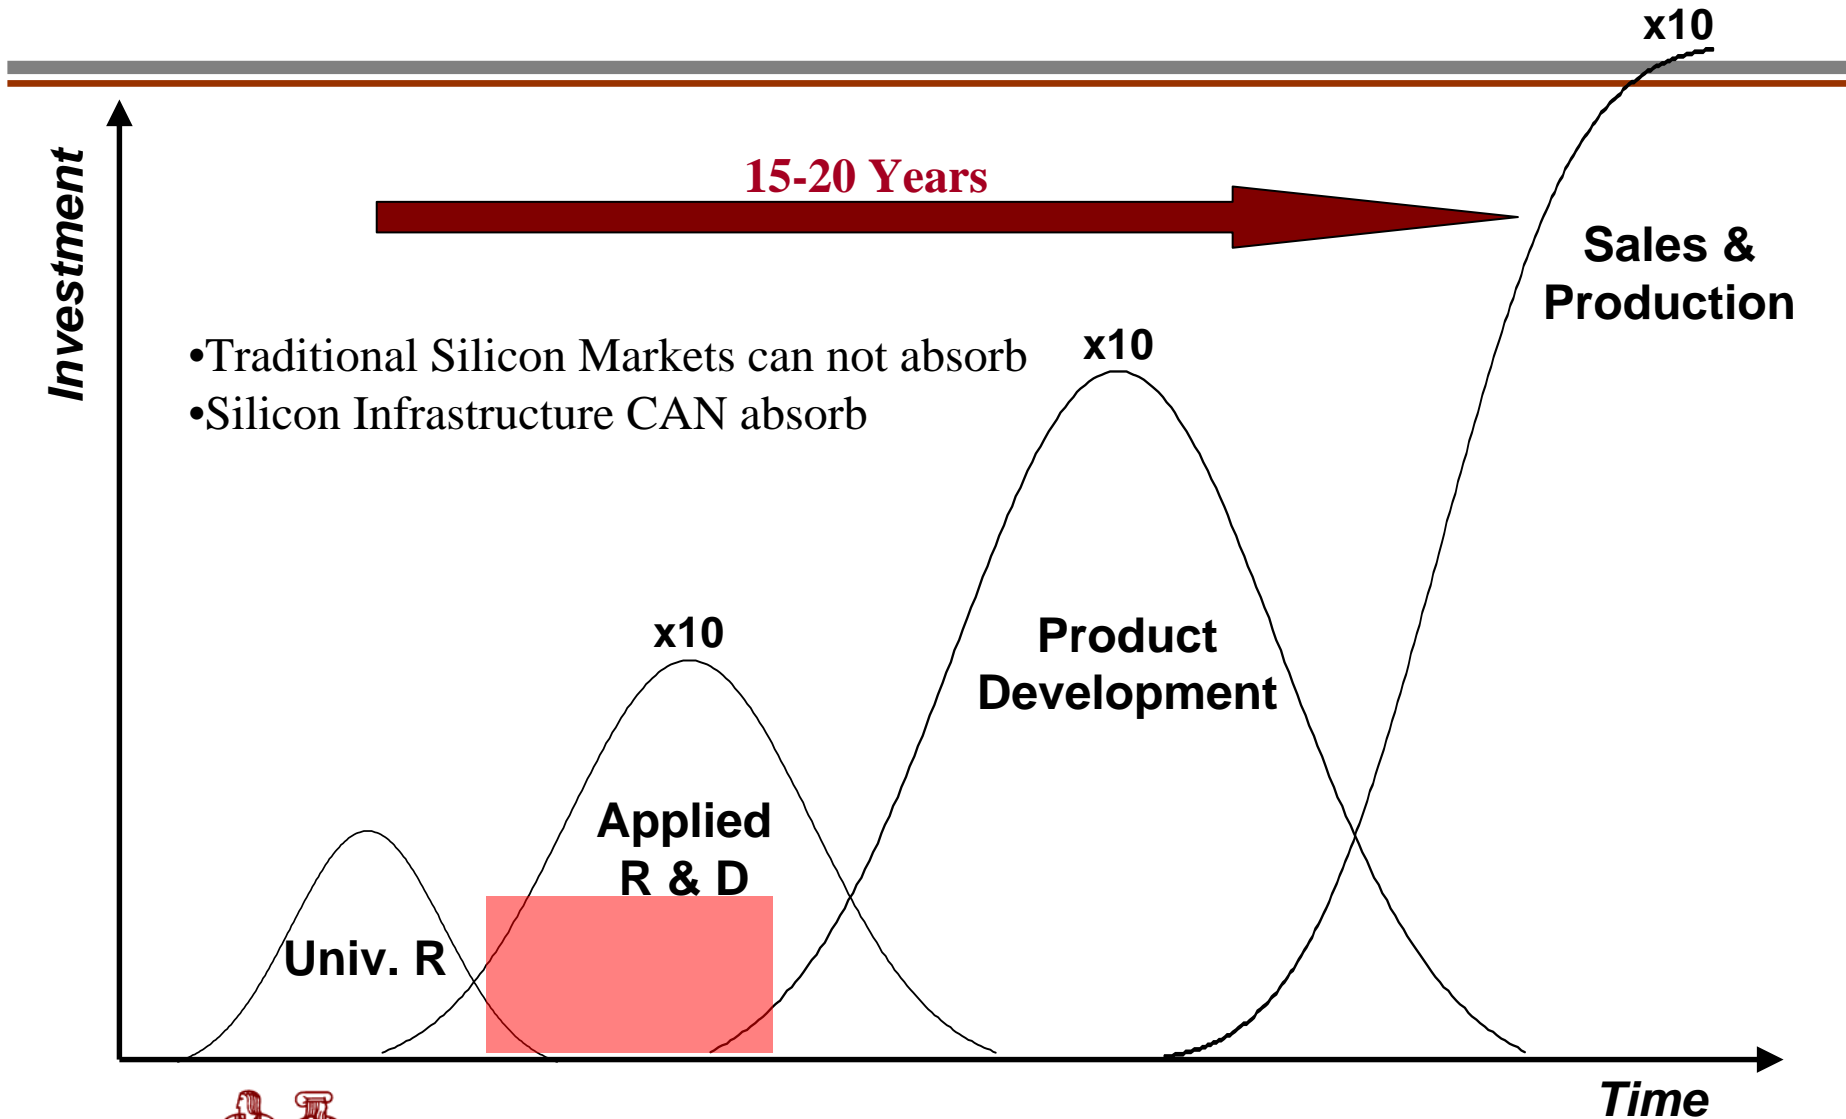 x10
Investment
15-20 Years
Sales &
Production
•Traditional Silicon Markets can not absorb
•Silicon Infrastructure CAN absorb
x10
x10
Product
Development
Applied
R & D
Univ. R
Time